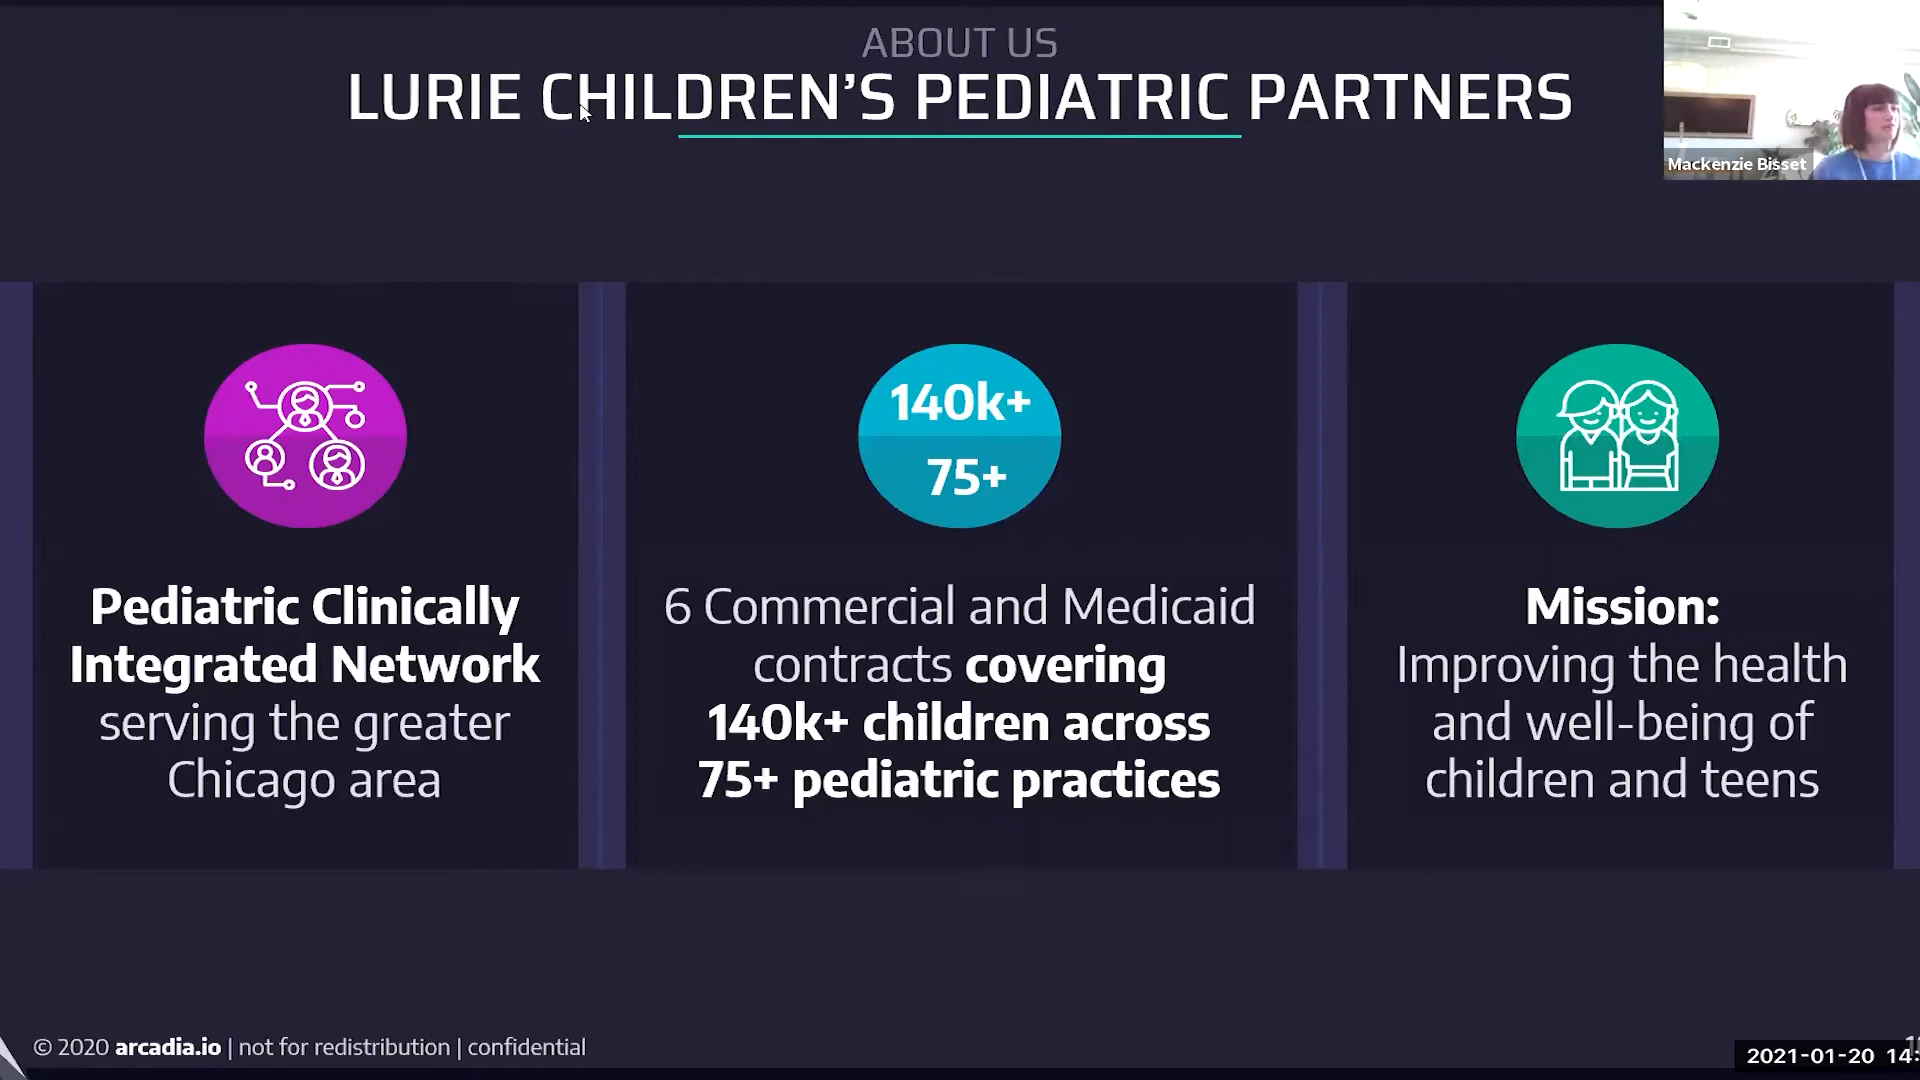 ABOUT US
LURIE CHILDREN’S PEDIATRIC PARTNERS
Mackenzie Bisset
140k+
75+
Pediatric Clinically
Integrated Network
serving the greater
Chicago area
6 Commercial and Medicaid
contracts covering
140k+ children across
75+ pediatric practices
Mission:
Improving the health
and well-being of
children and teens
© 2020 arcadia.io | not for redistribution | confidential
2021-01-20 14: